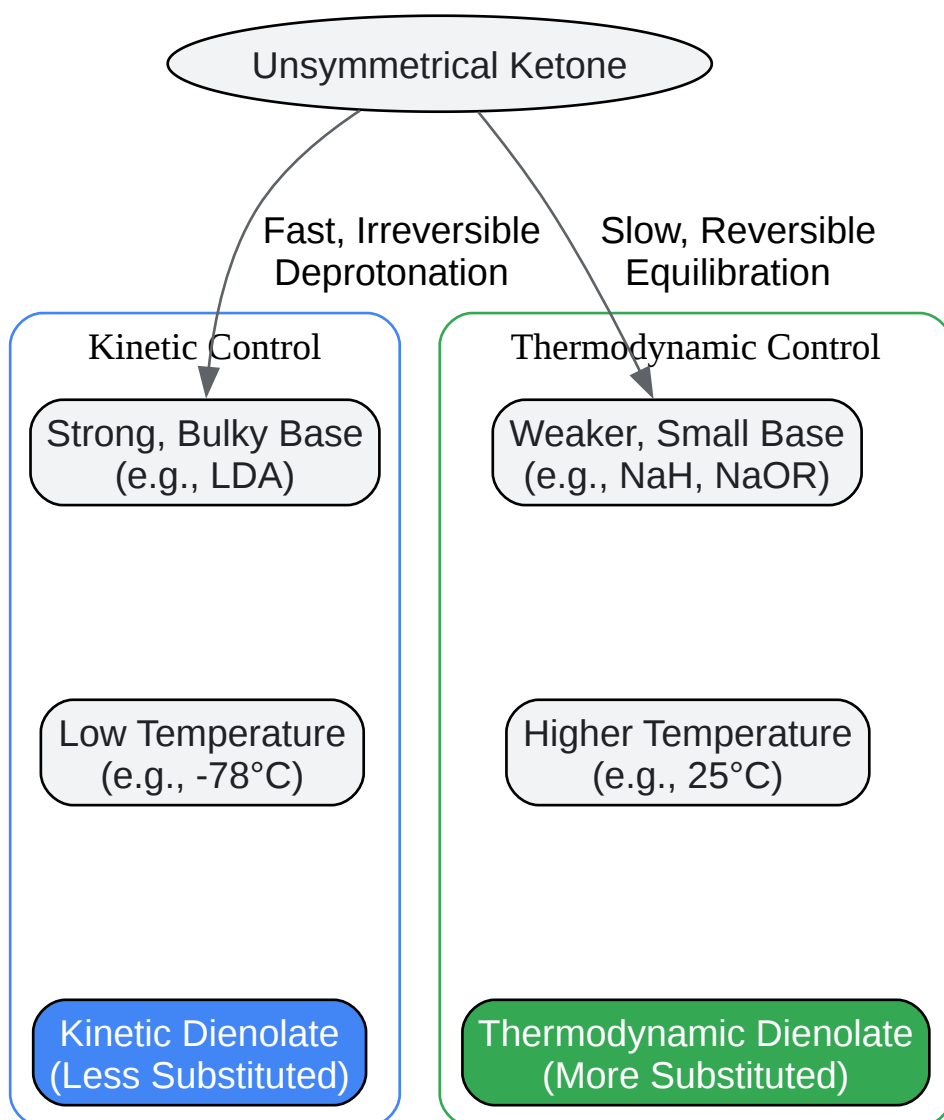 Unsymmetrical Ketone
Fast, Irreversible
Deprotonation
Slow, Reversible
Equilibration
Kinetic Control
Strong, Bulky Base
(e.g., LDA)
Low Temperature
(e.g., -78°C)
Kinetic Dienolate
(Less Substituted)
Thermodynamic Control
Weaker, Small Base
(e.g., NaH, NaOR)
Higher Temperature
(e.g., 25°C)
Thermodynamic Dienolate
(More Substituted)